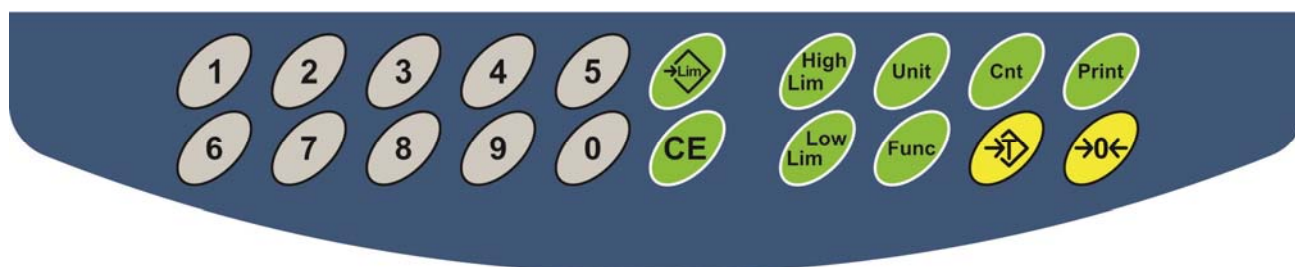 1 2 3 4 5 →Lim High Lim Unit Cnt Print
6 7 8 9 0 CE Low Lim Func →T →0←